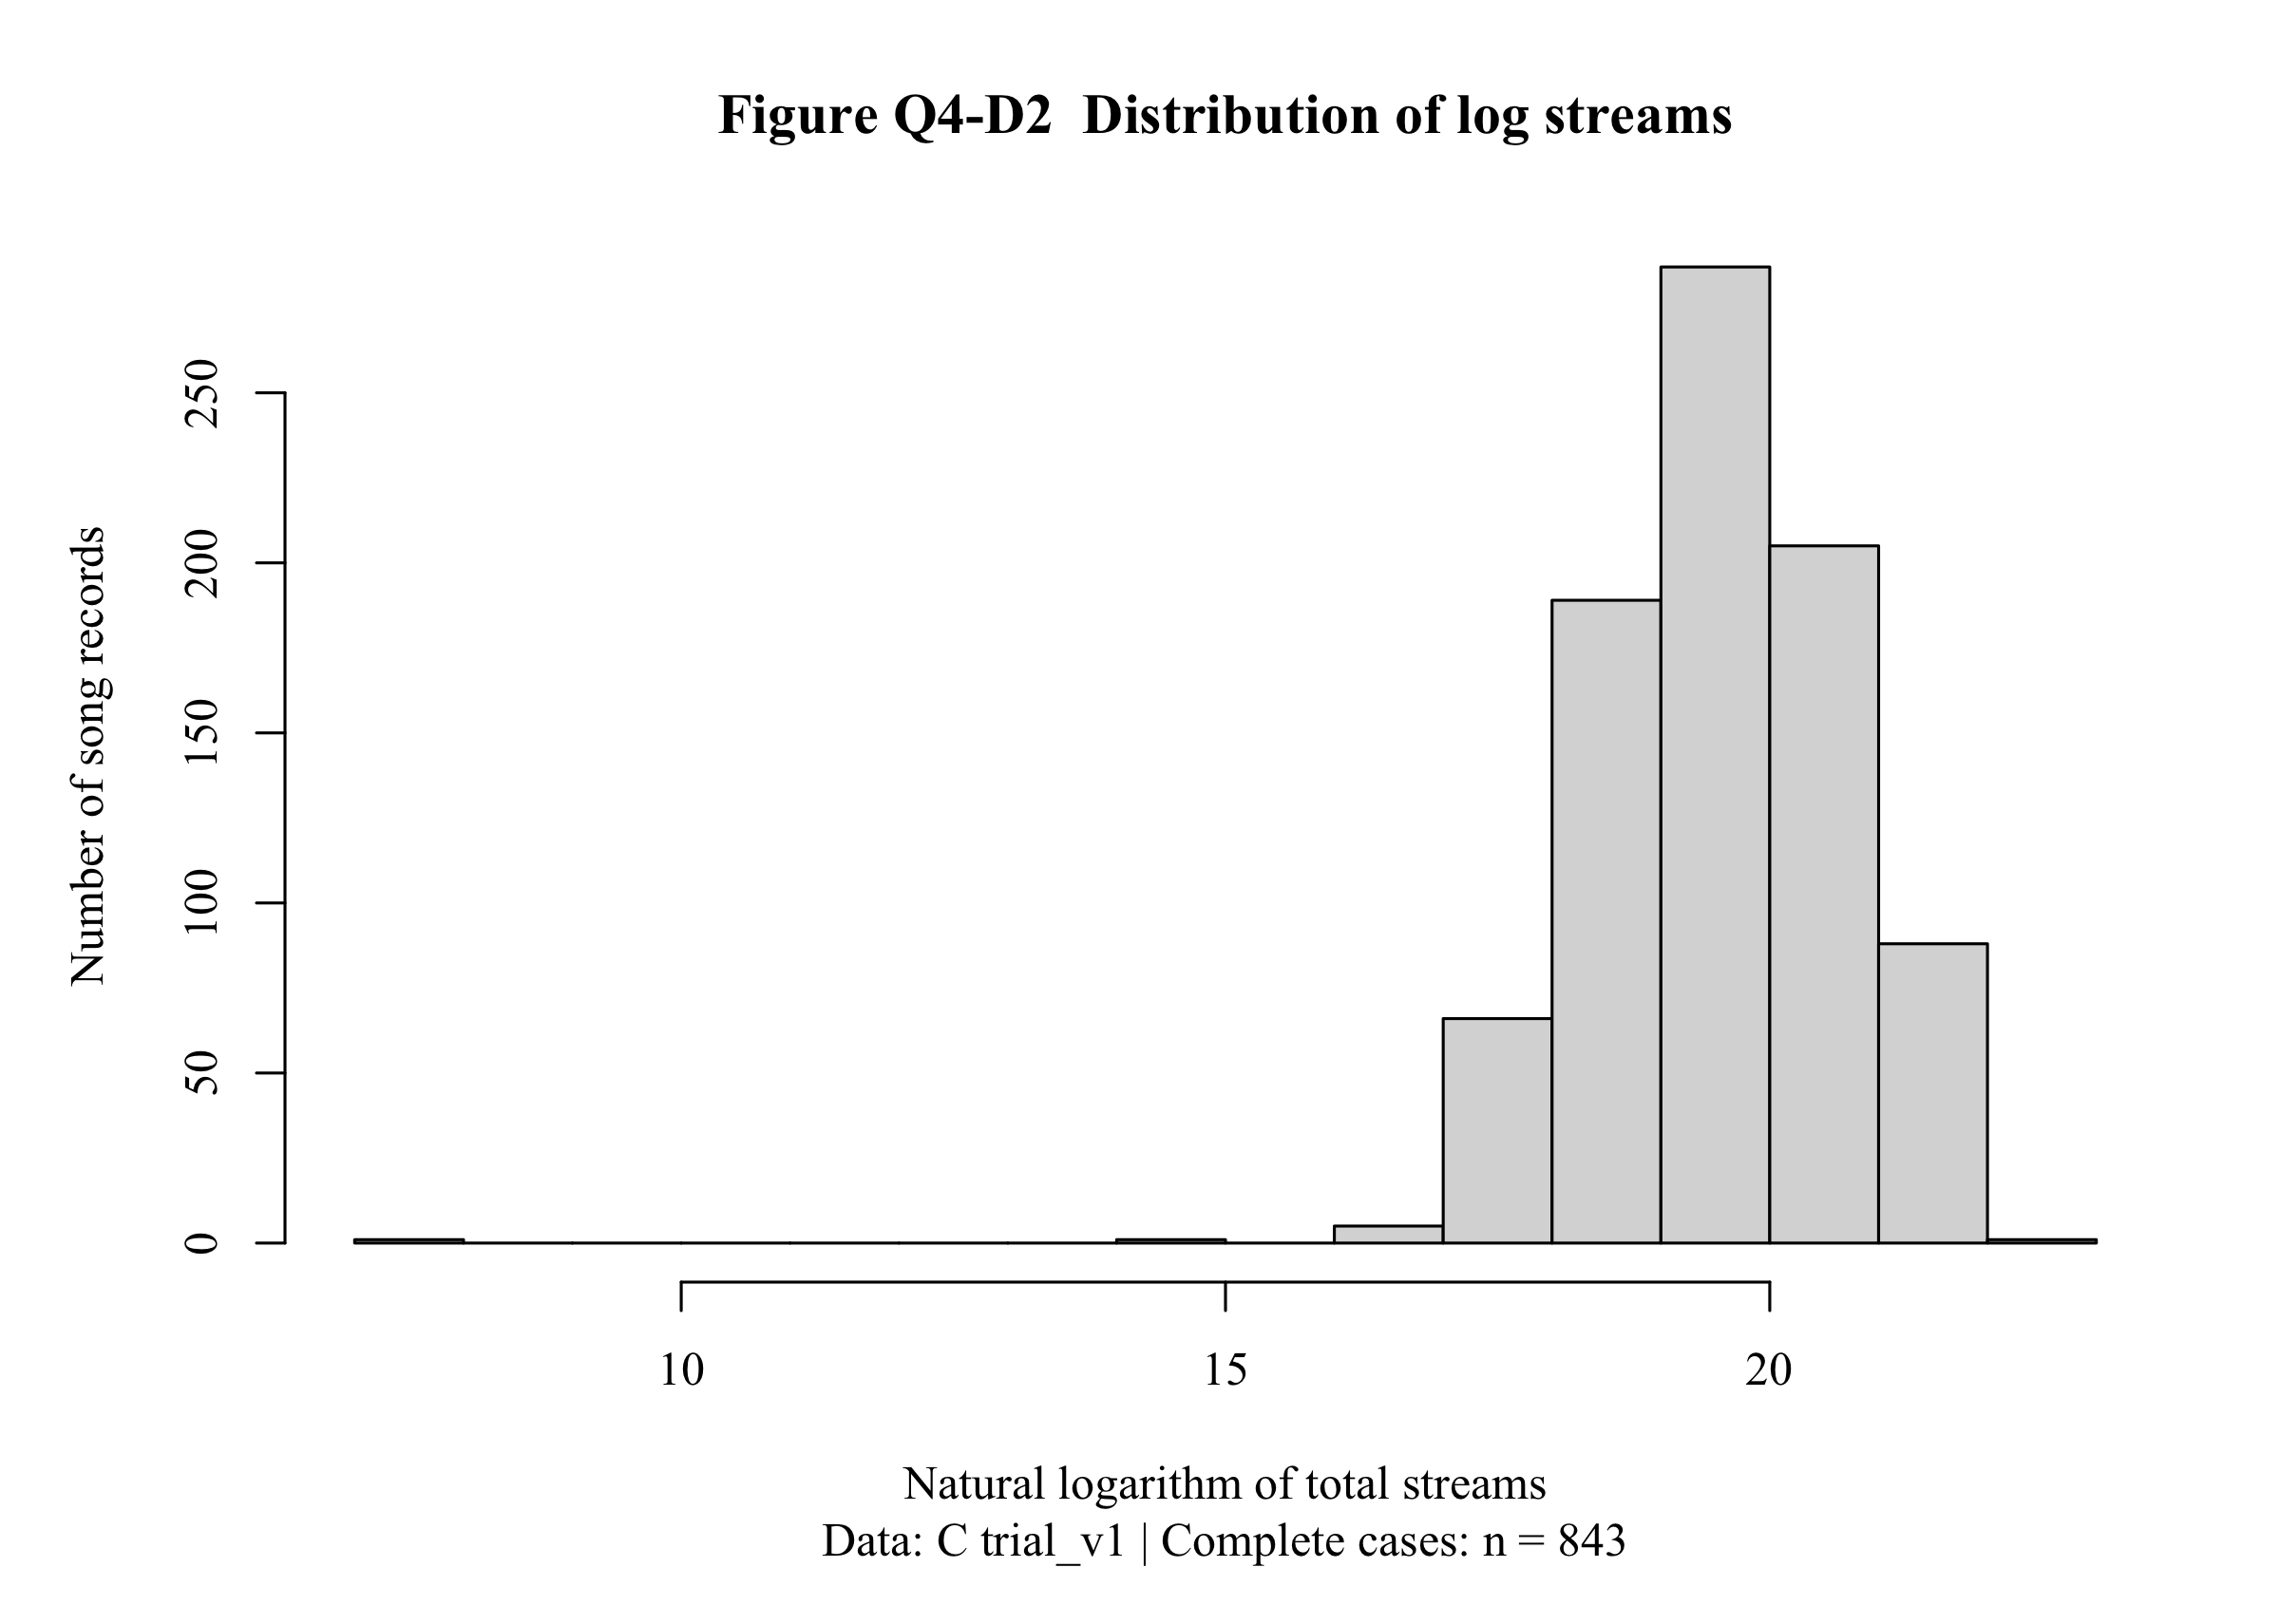 Figure Q4-D2  Distribution of log streams
Number of song records
250
200
150
100
50
0
10 15 20
Natural logarithm of total streams
Data: C trial_v1 | Complete cases: n = 843